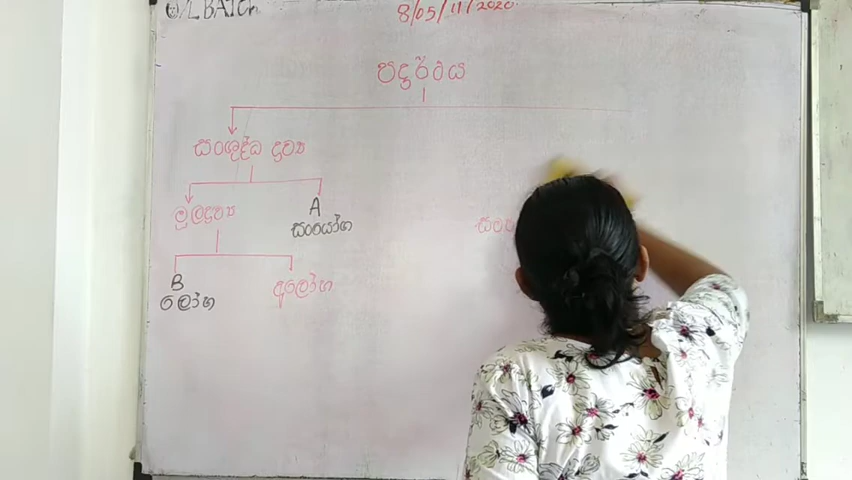 O/L BATCH
8/05/11/2020.
පදාර්ථය
සංශුද්ධ ද්‍රව්‍ය
මූලද්‍රව්‍ය
A
සංයෝග
B
ලෝහ
අලෝහ